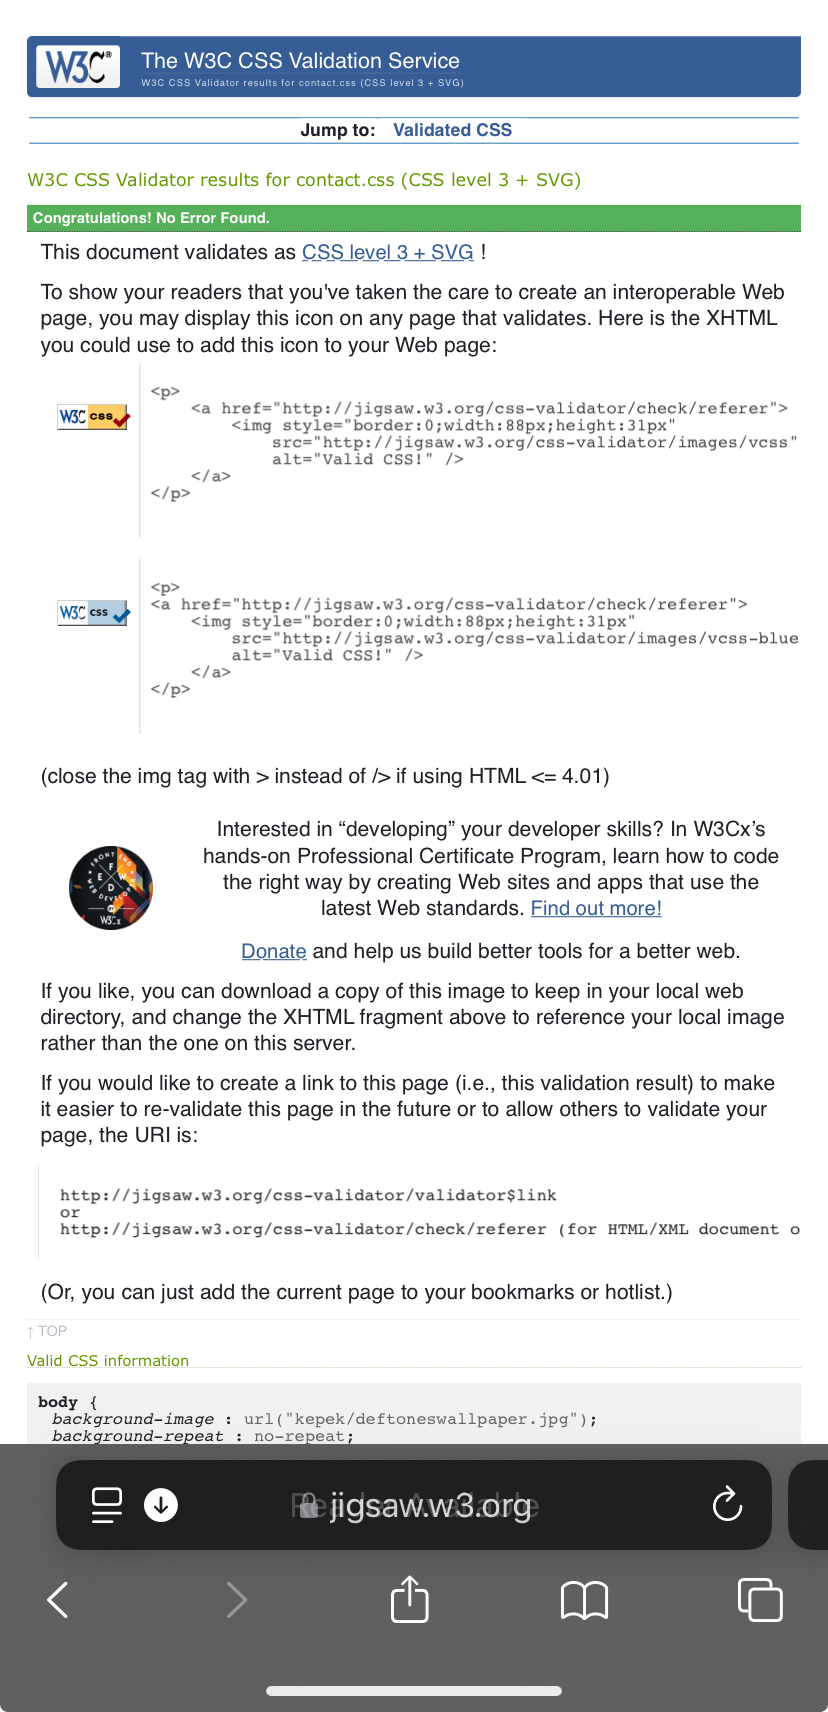 W3C®
The W3C CSS Validation Service
W3C CSS Validator results for contact.css (CSS level 3 + SVG)
Jump to: Validated CSS
W3C CSS Validator results for contact.css (CSS level 3 + SVG)
Congratulations! No Error Found.
This document validates as CSS level 3 + SVG !
To show your readers that you've taken the care to create an interoperable Web
page, you may display this icon on any page that validates. Here is the XHTML
you could use to add this icon to your Web page:
W3C css
<p>
<a href="http://jigsaw.w3.org/css-validator/check/referer">
<img style="border:0;width:88px;height:31px"
src="http://jigsaw.w3.org/css-validator/images/vcss"
alt="Valid CSS!" />
</a>
</p>
W3C css
<p>
<a href="http://jigsaw.w3.org/css-validator/check/referer">
<img style="border:0;width:88px;height:31px"
src="http://jigsaw.w3.org/css-validator/images/vcss-blue
alt="Valid CSS!" />
</a>
</p>
(close the img tag with > instead of /> if using HTML <= 4.01)
Interested in “developing” your developer skills? In W3Cx’s
hands-on Professional Certificate Program, learn how to code
the right way by creating Web sites and apps that use the
latest Web standards. Find out more!
W3Cx
Donate and help us build better tools for a better web.
If you like, you can download a copy of this image to keep in your local web
directory, and change the XHTML fragment above to reference your local image
rather than the one on this server.
If you would like to create a link to this page (i.e., this validation result) to make
it easier to re-validate this page in the future or to allow others to validate your
page, the URI is:
http://jigsaw.w3.org/css-validator/validator$link
or
http://jigsaw.w3.org/css-validator/check/referer (for HTML/XML document o
(Or, you can just add the current page to your bookmarks or hotlist.)
↑ TOP
Valid CSS information
body {
background-image : url("kepek/deftoneswallpaper.jpg");
background-repeat : no-repeat;
Reader Available
jigsaw.w3.org